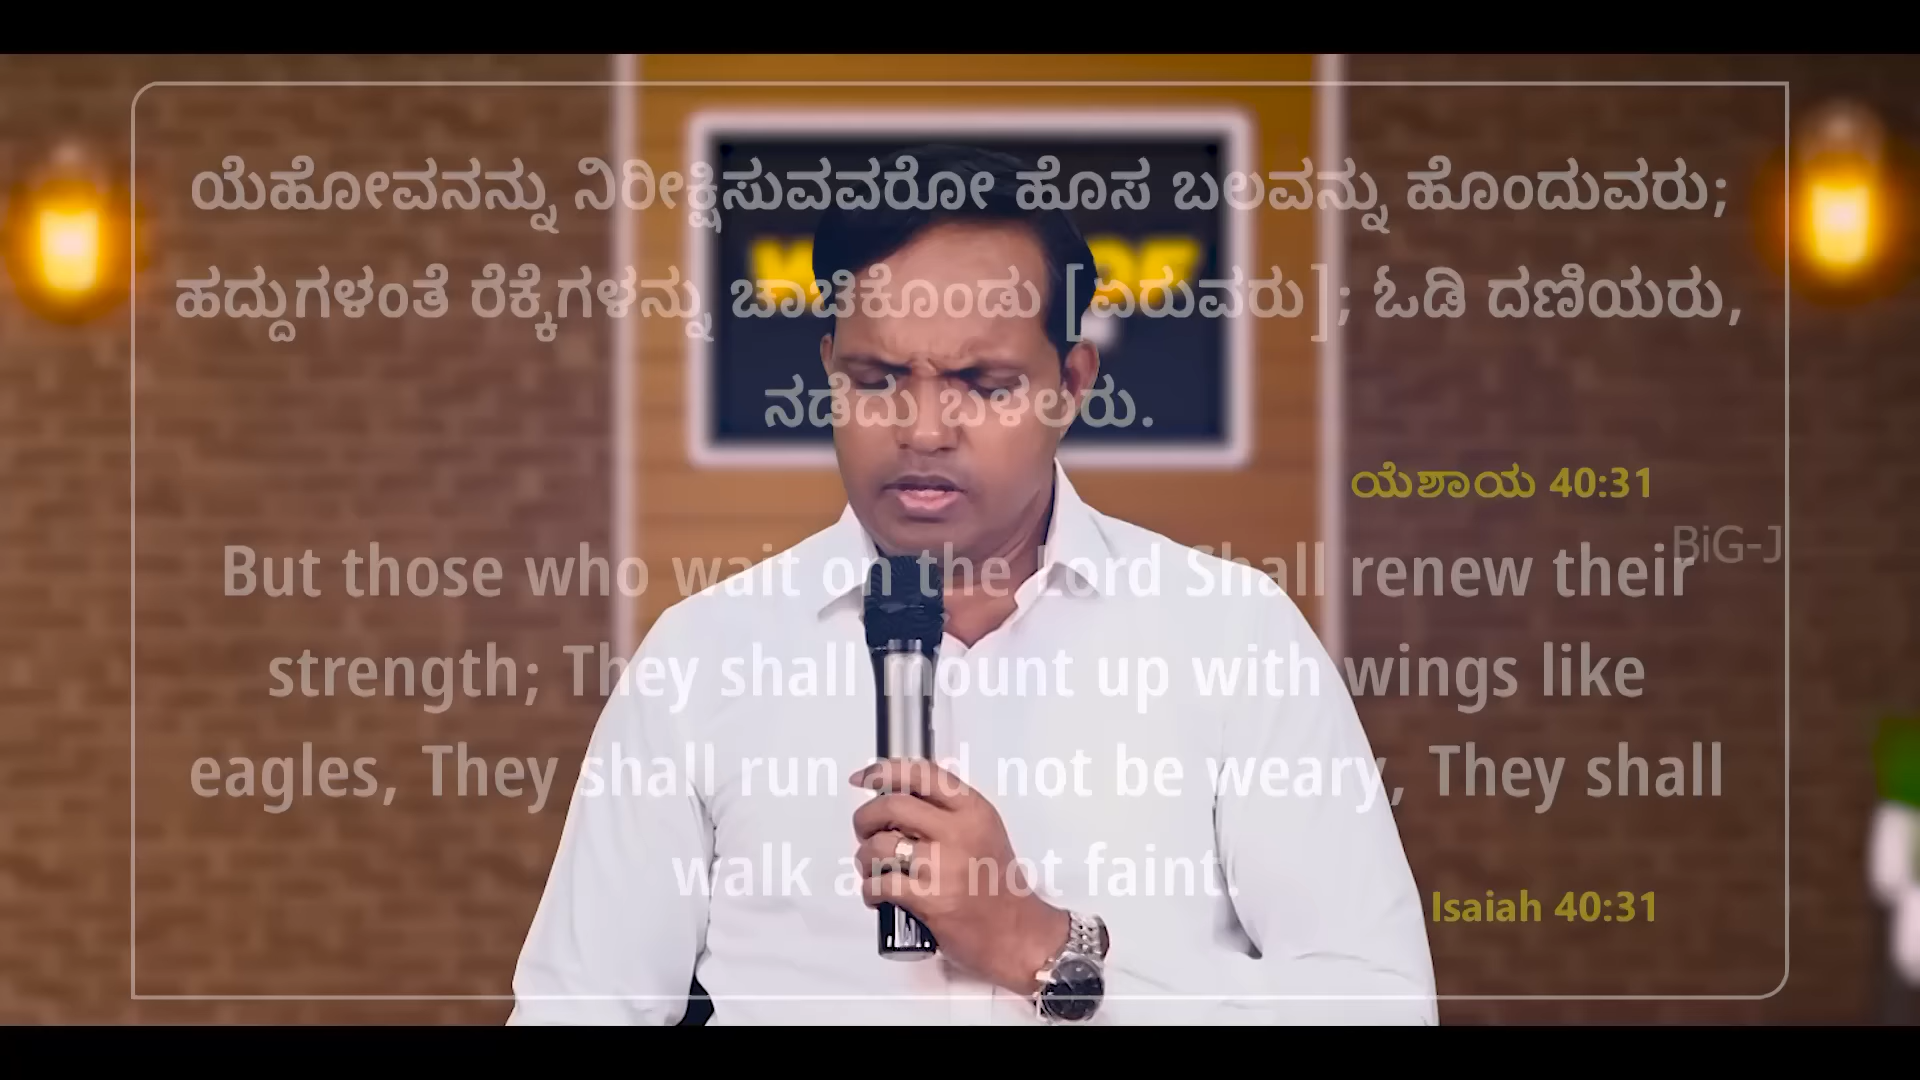 ಯೆಹೋವನನ್ನು ನಿರೀಕ್ಷಿಸುವವರೋ ಹೊಸ ಬಲವನ್ನು ಹೊಂದುವರು;
ಹದ್ದುಗಳಂತೆ ರೆಕ್ಕೆಗಳನ್ನು ಚಾಚಿಕೊಂಡು [ಏರುವರು]; ಓಡಿ ದಣಿಯರು,
ನಡೆದು ಬಳಲರು.
ಯೆಶಾಯ 40:31
BiG-J
But those who wait on the Lord Shall renew their
strength; They shall mount up with wings like
eagles, They shall run and not be weary, They shall
walk and not faint.
Isaiah 40:31